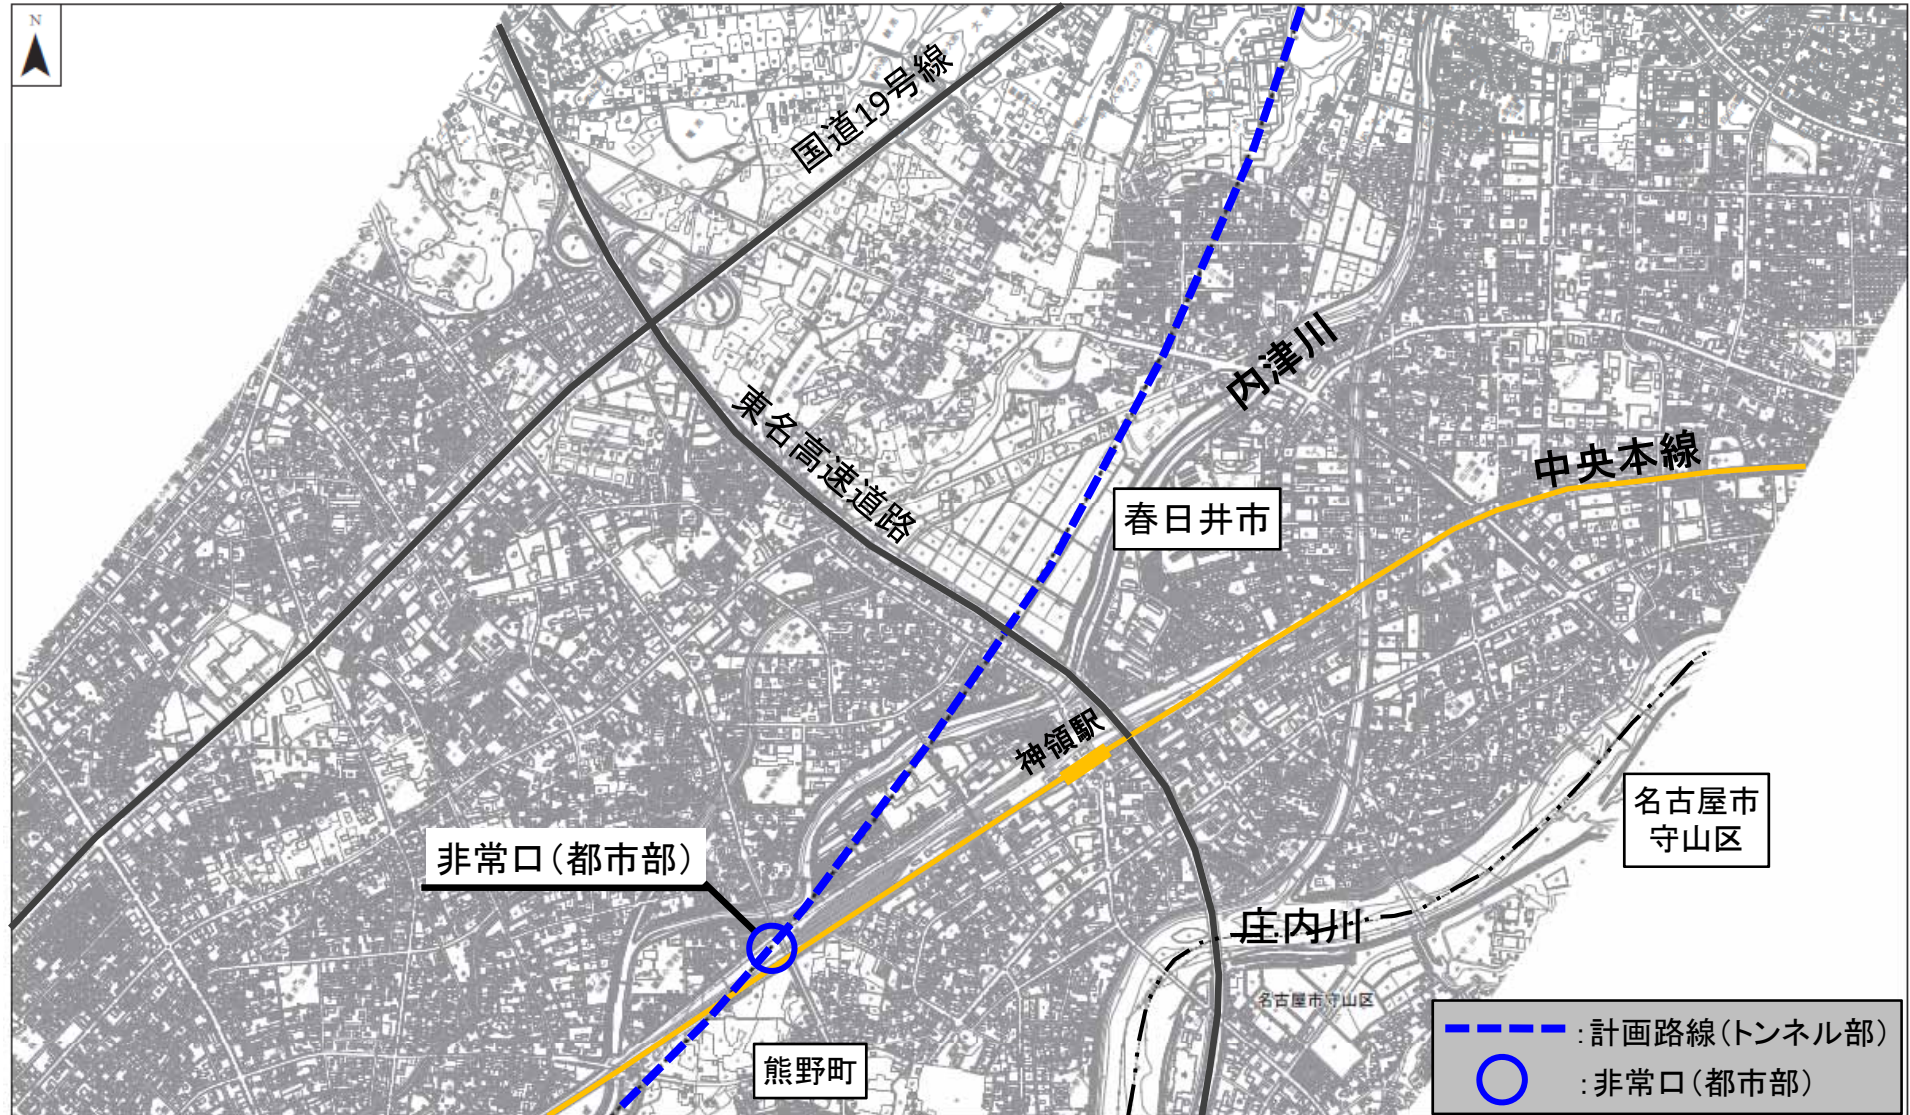 N
国道19号線
東名高速道路
内津川
中央本線
春日井市
神領駅
名古屋市
守山区
非常口（都市部）
庄内川
名古屋市守山区
熊野町
：計画路線（トンネル部）
：非常口（都市部）